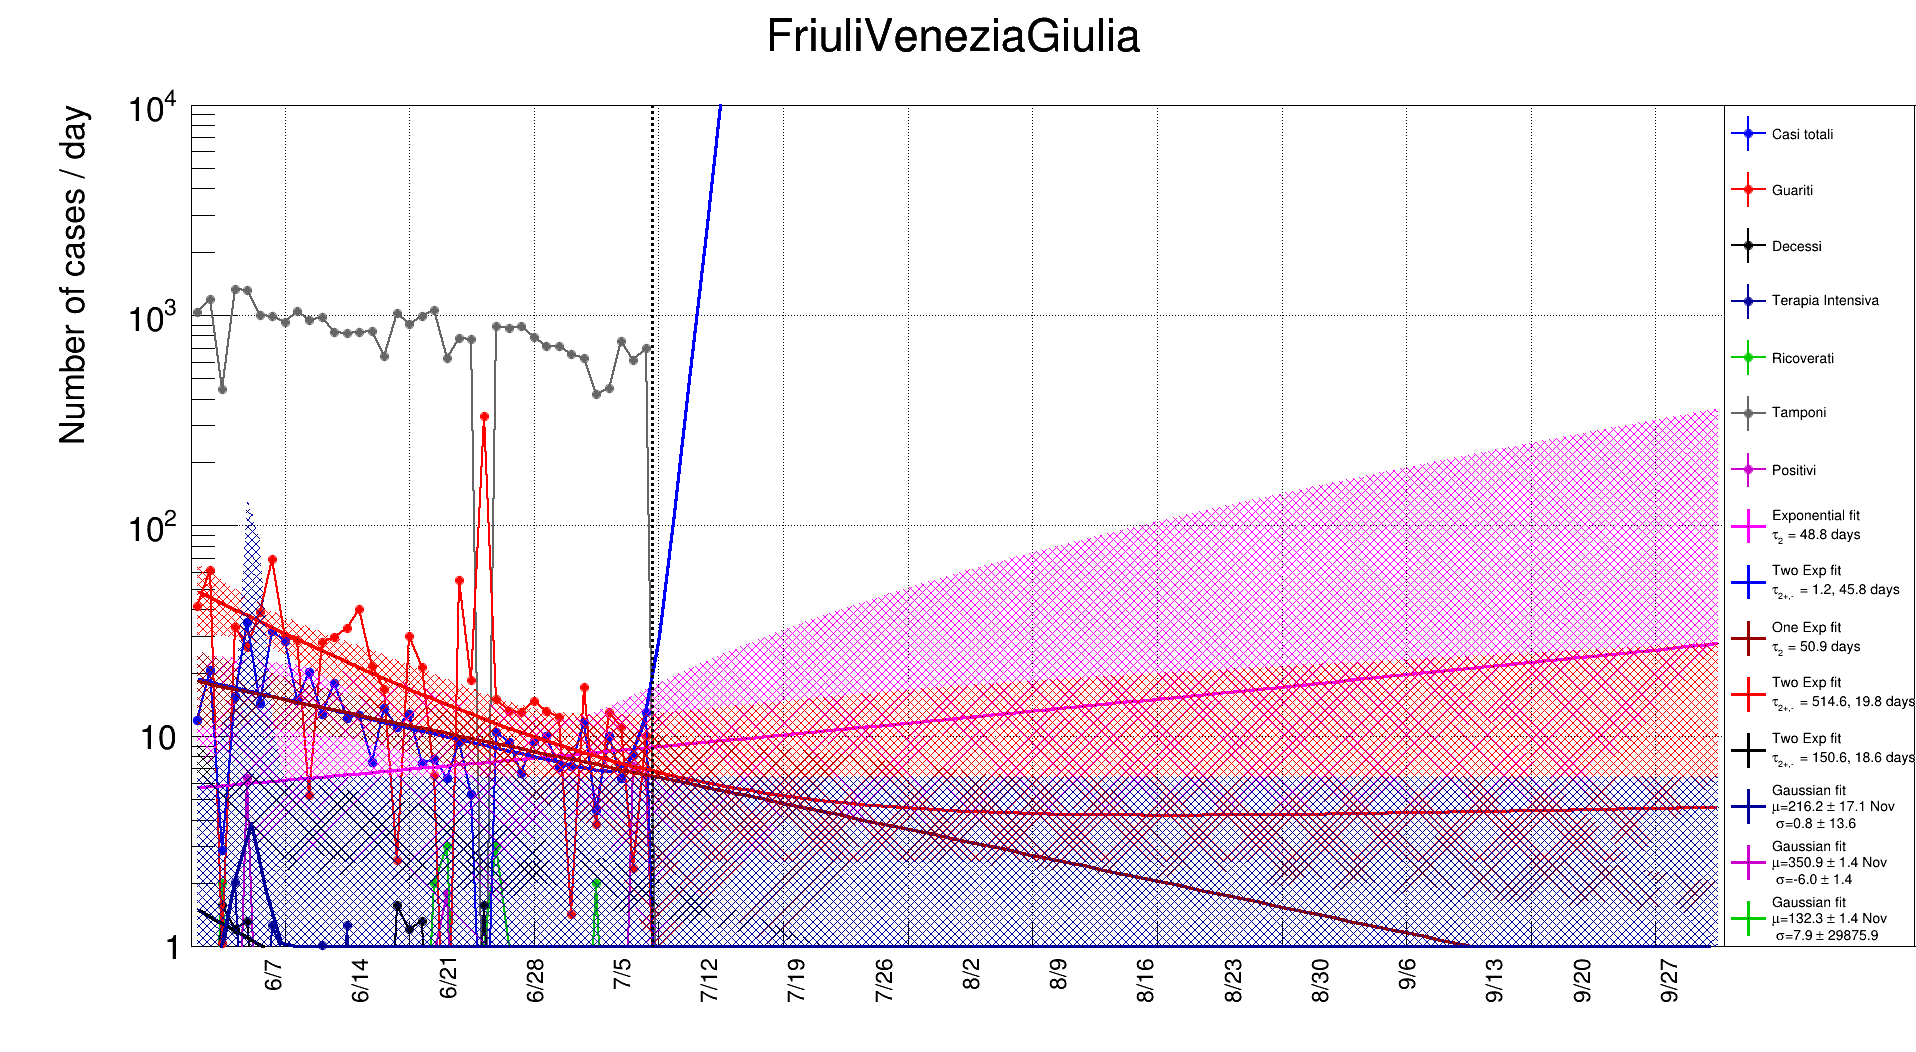 FriuliVeneziaGiulia
Number of cases / day
10⁴
10³
10²
10
1
6/7
6/14
6/21
6/28
7/5
7/12
7/19
7/26
8/2
8/9
8/16
8/23
8/30
9/6
9/13
9/20
9/27
Casi totali
Guariti
Decessi
Terapia Intensiva
Ricoverati
Tamponi
Positivi
Exponential fit
τ₂ = 48.8 days
Two Exp fit
τ₂₊,₋ = 1.2, 45.8 days
One Exp fit
τ₂ = 50.9 days
Two Exp fit
τ₂₊,₋ = 514.6, 19.8 days
Two Exp fit
τ₂₊,₋ = 150.6, 18.6 days
Gaussian fit
μ=216.2 ± 17.1 Nov
σ=0.8 ± 13.6
Gaussian fit
μ=350.9 ± 1.4 Nov
σ=-6.0 ± 1.4
Gaussian fit
μ=132.3 ± 1.4 Nov
σ=7.9 ± 29875.9